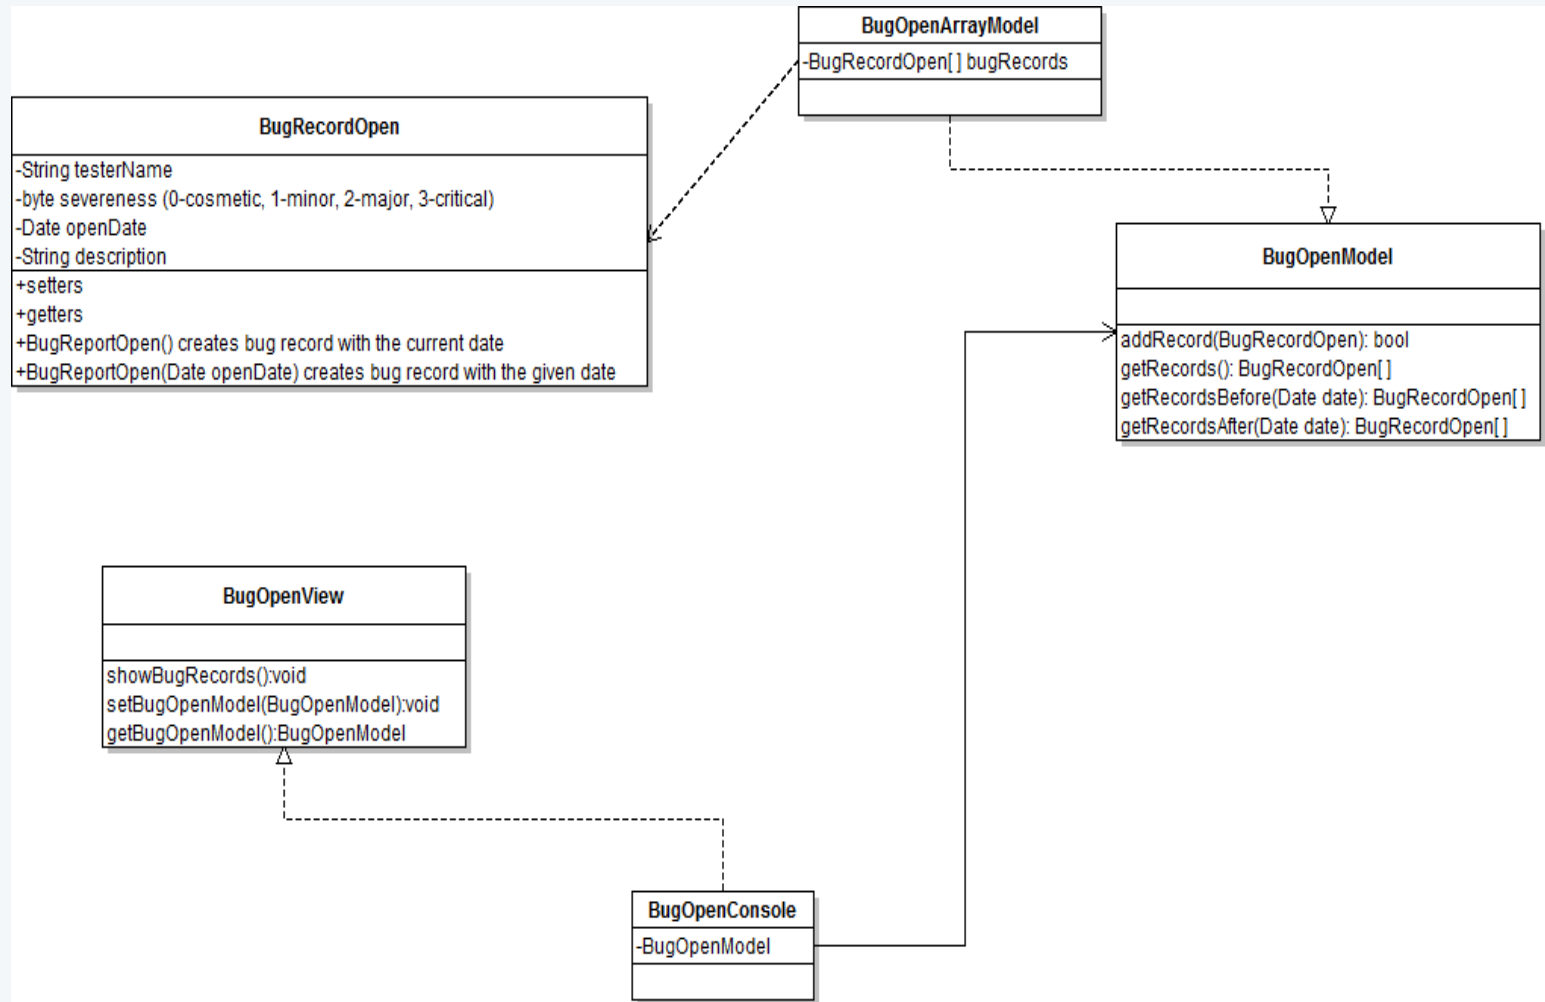 BugOpenArrayModel
-BugRecordOpen[ ] bugRecords
BugRecordOpen
-String testerName
-byte severeness (0-cosmetic, 1-minor, 2-major, 3-critical)
-Date openDate
-String description
+setters
+getters
+BugReportOpen() creates bug record with the current date
+BugReportOpen(Date openDate) creates bug record with the given date
BugOpenModel
addRecord(BugRecordOpen): bool
getRecords(): BugRecordOpen[ ]
getRecordsBefore(Date date): BugRecordOpen[ ]
getRecordsAfter(Date date): BugRecordOpen[ ]
BugOpenView
showBugRecords():void
setBugOpenModel(BugOpenModel):void
getBugOpenModel():BugOpenModel
BugOpenConsole
-BugOpenModel